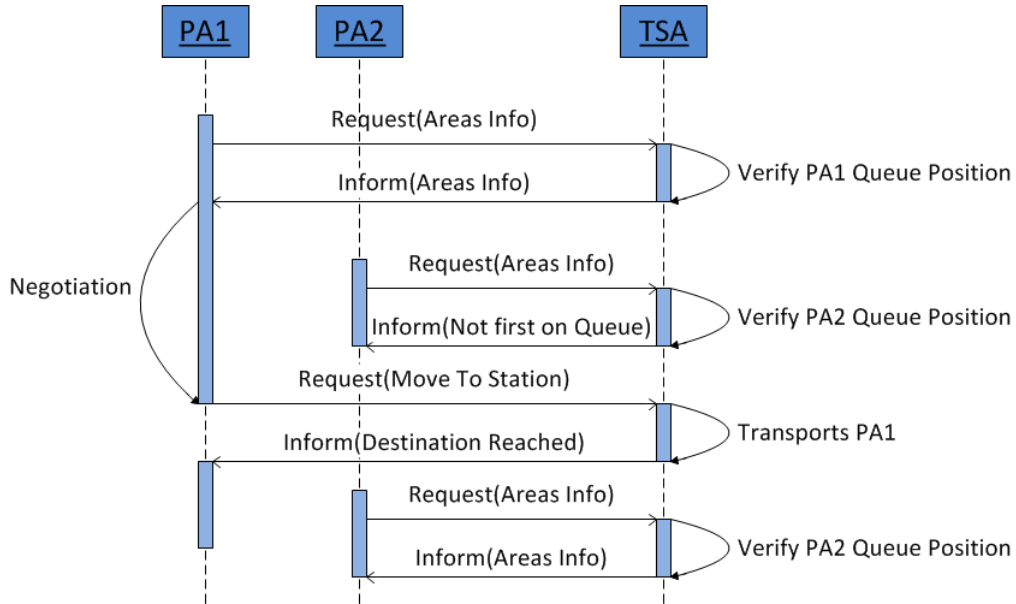 PA1
PA2
TSA
Request(Areas Info)
Verify PA1 Queue Position
Inform(Areas Info)
Request(Areas Info)
Negotiation
Verify PA2 Queue Position
Inform(Not first on Queue)
Request(Move To Station)
Transports PA1
Inform(Destination Reached)
Request(Areas Info)
Verify PA2 Queue Position
Inform(Areas Info)